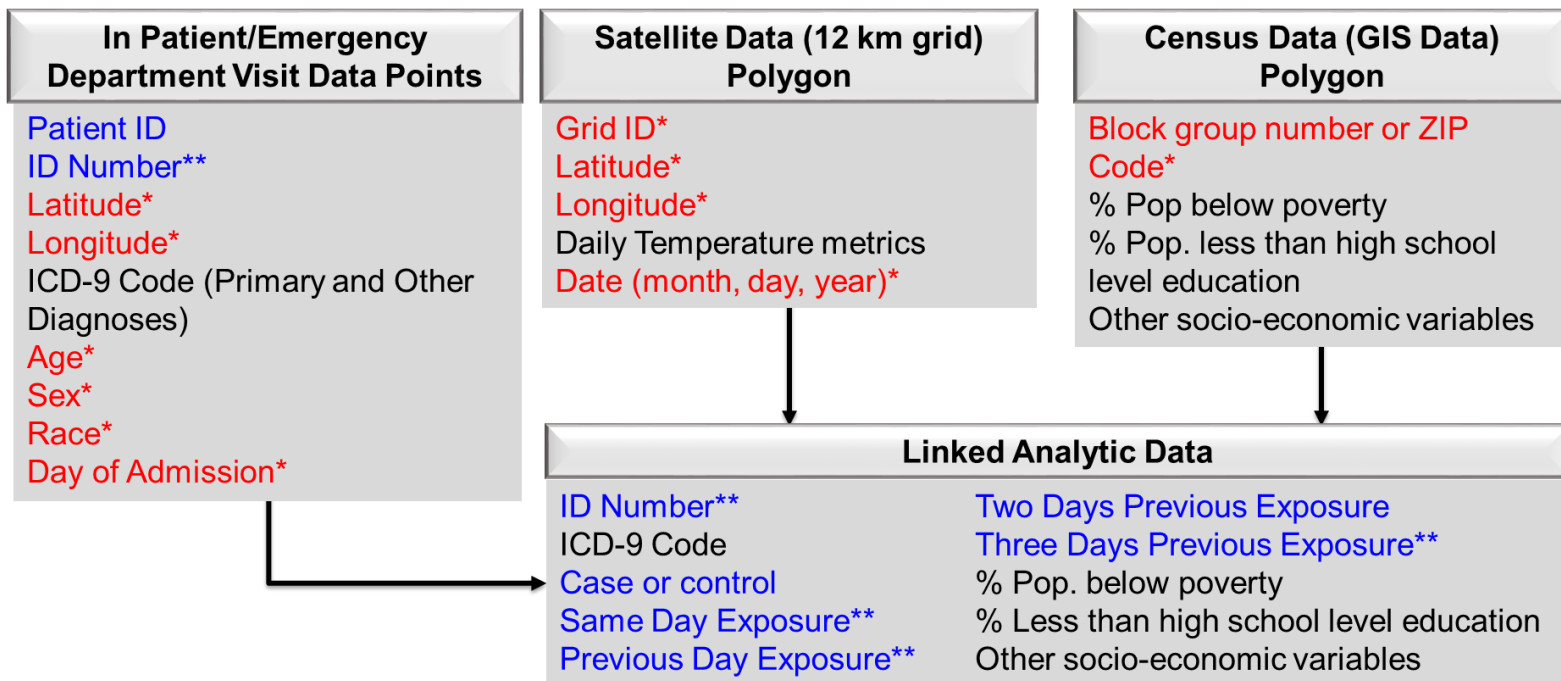 In Patient/Emergency
Department Visit Data Points
Patient ID
ID Number**
Latitude*
Longitude*
ICD-9 Code (Primary and Other
Diagnoses)
Age*
Sex*
Race*
Day of Admission*
Satellite Data (12 km grid)
Polygon
Grid ID*
Latitude*
Longitude*
Daily Temperature metrics
Date (month, day, year)*
Census Data (GIS Data)
Polygon
Block group number or ZIP
Code*
% Pop below poverty
% Pop. less than high school
level education
Other socio-economic variables
Linked Analytic Data
ID Number**
ICD-9 Code
Case or control
Same Day Exposure**
Previous Day Exposure**
Two Days Previous Exposure
Three Days Previous Exposure**
% Pop. below poverty
% Less than high school level education
Other socio-economic variables